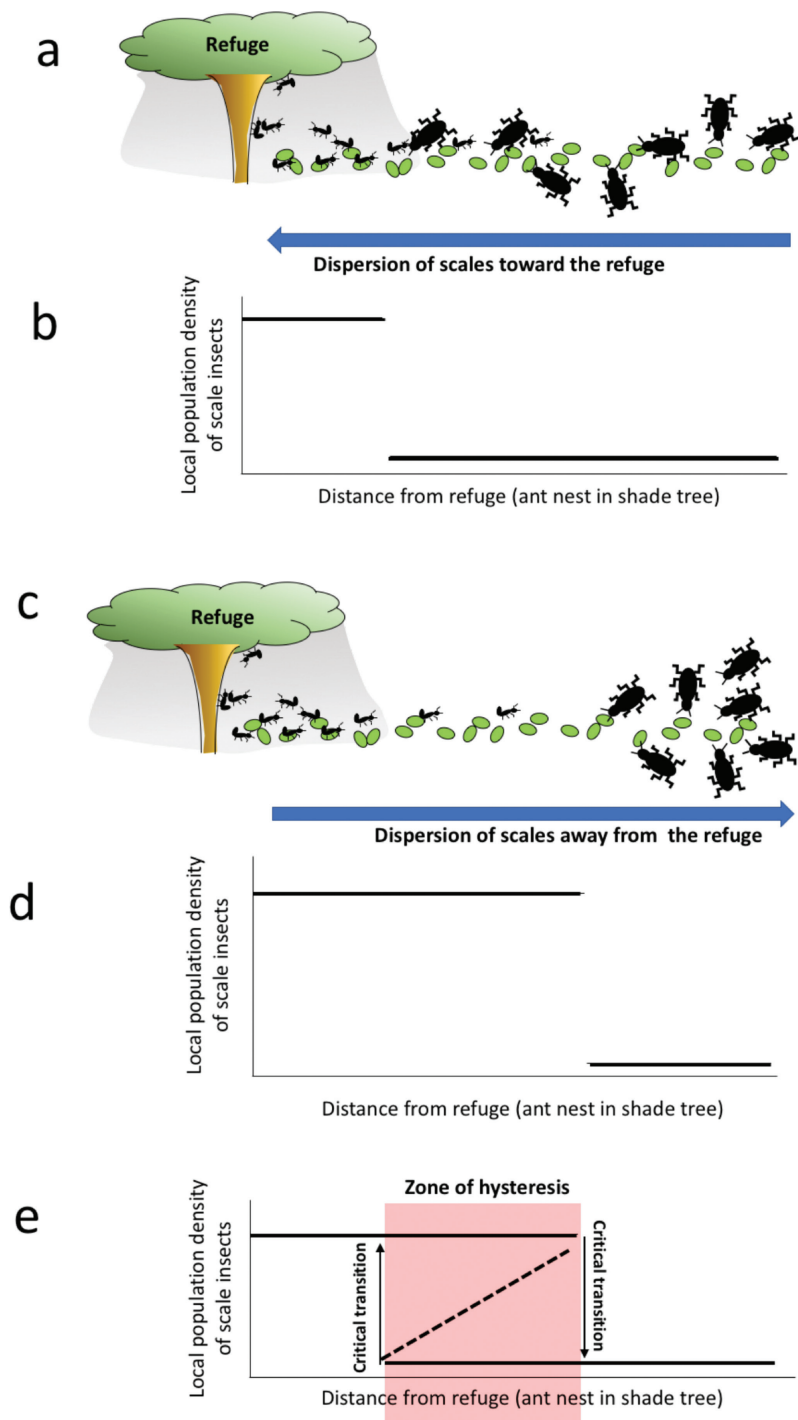 a
Refuge
Dispersion of scales toward the refuge
b
Local population density
of scale insects
Distance from refuge (ant nest in shade tree)
c
Refuge
Dispersion of scales away from  the refuge
d
Local population density
of scale insects
Distance from refuge (ant nest in shade tree)
e
Zone of hysteresis
Local population density
of scale insects
Critical transition
Critical transition
Distance from refuge (ant nest in shade tree)